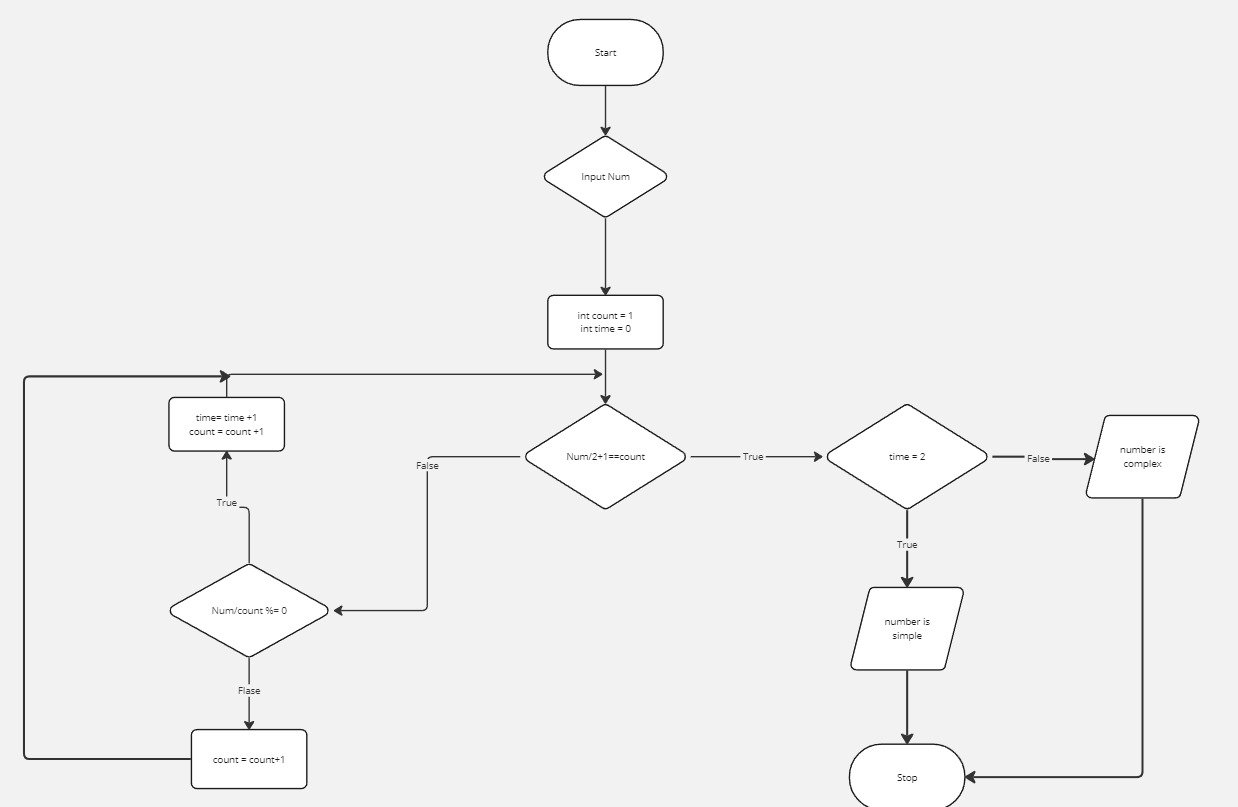 Start
Input Num
int count = 1
int time = 0
time= time +1
count = count +1
False
Num/2+1==count
True
time = 2
False
number is
complex
True
True
Num/count %= 0
number is
simple
Flase
count = count+1
Stop